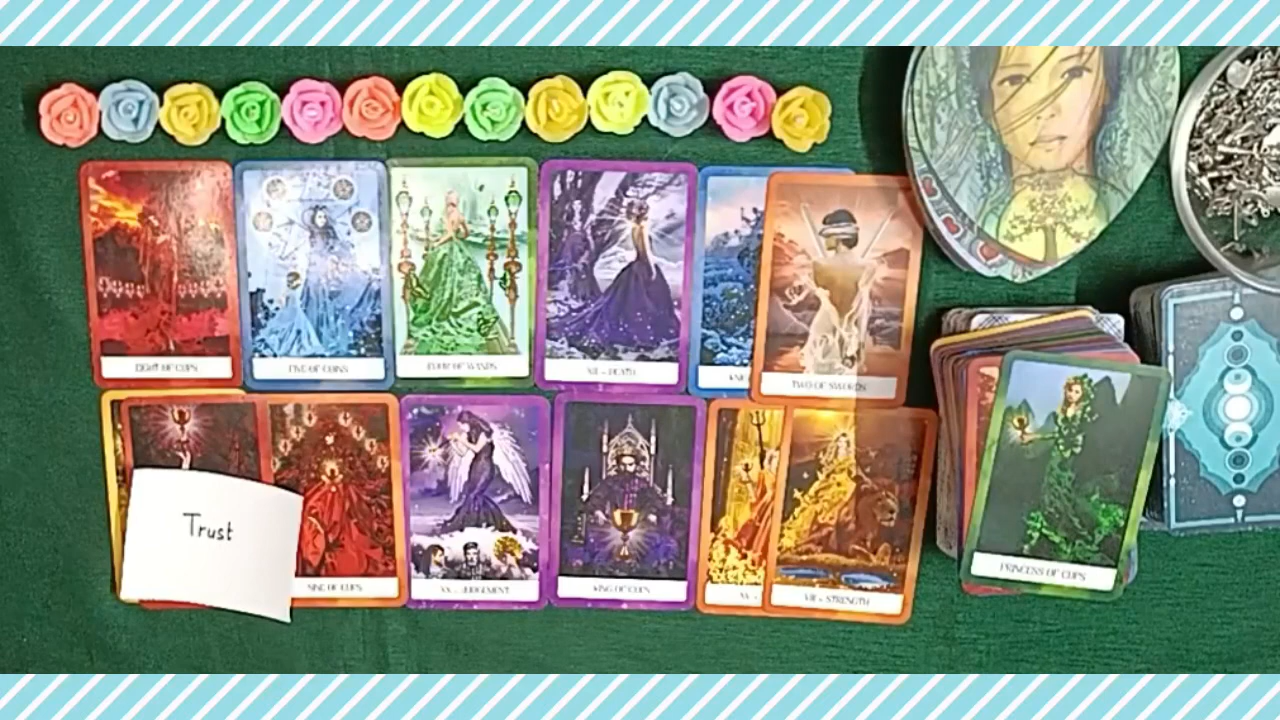 EIGHT OF CUPS
FIVE OF COINS
FOUR OF WANDS
XIII - DEATH
TWO OF SWORDS
Trust
NINE OF CUPS
XX - JUDGEMENT
KING OF CUPS
VIII - STRENGTH
PRINCESS OF CUPS